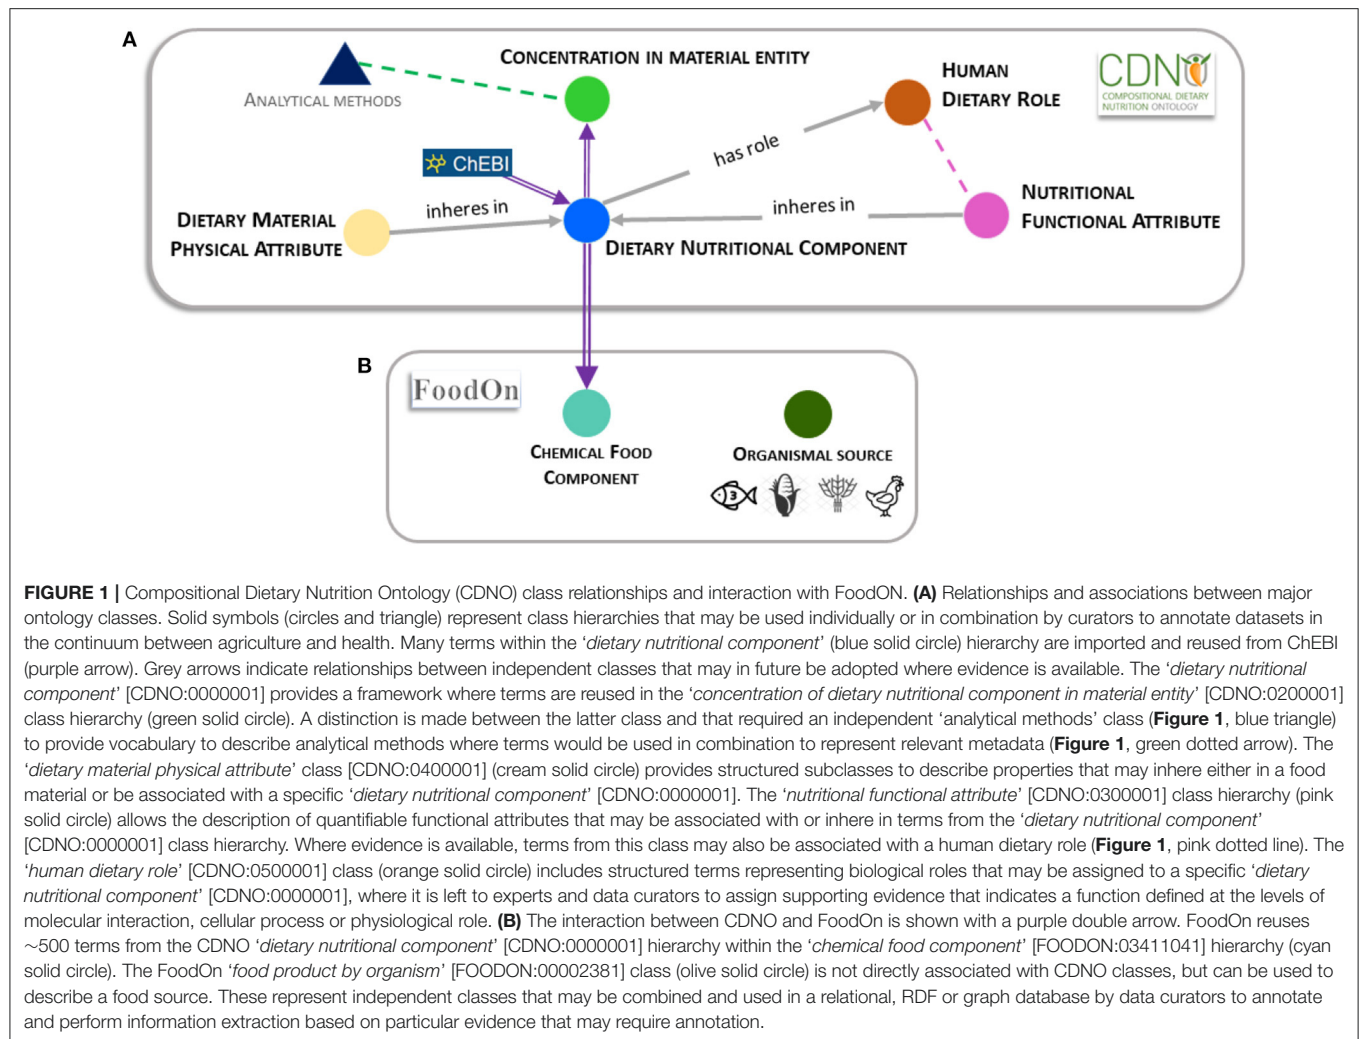 A
ANALYTICAL METHODS
CONCENTRATION IN MATERIAL ENTITY
HUMAN
DIETARY ROLE
CDNO
COMPOSITIONAL DIETARY
NUTRITION ONTOLOGY
has role
ChEBI
DIETARY MATERIAL
PHYSICAL ATTRIBUTE
inheres in
inheres in
NUTRITIONAL
FUNCTIONAL ATTRIBUTE
DIETARY NUTRITIONAL COMPONENT
B
FoodOn
CHEMICAL FOOD
COMPONENT
ORGANISMAL SOURCE
3
FIGURE 1 | Compositional Dietary Nutrition Ontology (CDNO) class relationships and interaction with FoodON. (A) Relationships and associations between major
ontology classes. Solid symbols (circles and triangle) represent class hierarchies that may be used individually or in combination by curators to annotate datasets in
the continuum between agriculture and health. Many terms within the ‘dietary nutritional component’ (blue solid circle) hierarchy are imported and reused from ChEBI
(purple arrow). Grey arrows indicate relationships between independent classes that may in future be adopted where evidence is available. The ‘dietary nutritional
component’ [CDNO:0000001] provides a framework where terms are reused in the ‘concentration of dietary nutritional component in material entity’ [CDNO:0200001]
class hierarchy (green solid circle). A distinction is made between the latter class and that required an independent ‘analytical methods’ class (Figure 1, blue triangle)
to provide vocabulary to describe analytical methods where terms would be used in combination to represent relevant metadata (Figure 1, green dotted arrow). The
‘dietary material physical attribute’ class [CDNO:0400001] (cream solid circle) provides structured subclasses to describe properties that may inhere either in a food
material or be associated with a specific ‘dietary nutritional component’ [CDNO:0000001]. The ‘nutritional functional attribute’ [CDNO:0300001] class hierarchy (pink
solid circle) allows the description of quantifiable functional attributes that may be associated with or inhere in terms from the ‘dietary nutritional component’
[CDNO:0000001] class hierarchy. Where evidence is available, terms from this class may also be associated with a human dietary role (Figure 1, pink dotted line). The
‘human dietary role’ [CDNO:0500001] class (orange solid circle) includes structured terms representing biological roles that may be assigned to a specific ‘dietary
nutritional component’ [CDNO:0000001], where it is left to experts and data curators to assign supporting evidence that indicates a function defined at the levels of
molecular interaction, cellular process or physiological role. (B) The interaction between CDNO and FoodOn is shown with a purple double arrow. FoodOn reuses
~500 terms from the CDNO ‘dietary nutritional component’ [CDNO:0000001] hierarchy within the ‘chemical food component’ [FOODON:03411041] hierarchy (cyan
solid circle). The FoodOn ‘food product by organism’ [FOODON:00002381] class (olive solid circle) is not directly associated with CDNO classes, but can be used to
describe a food source. These represent independent classes that may be combined and used in a relational, RDF or graph database by data curators to annotate
and perform information extraction based on particular evidence that may require annotation.